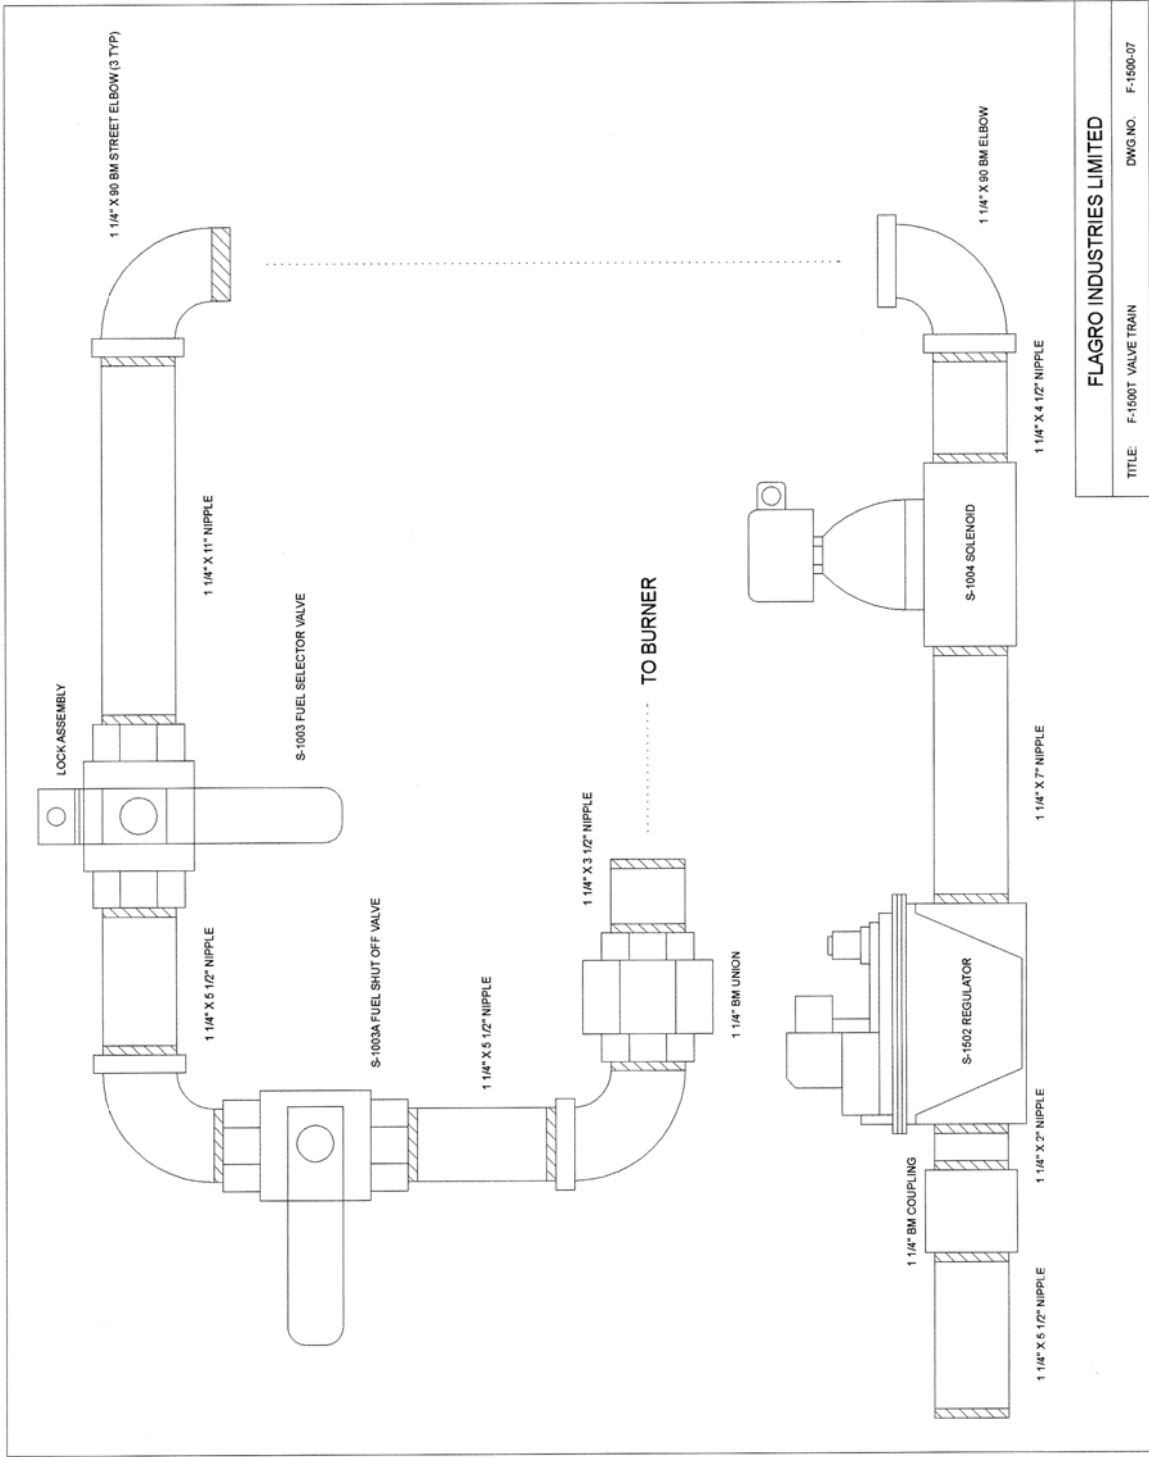 1 1/4" X 90 BM STREET ELBOW (3 TYP)
LOCK ASSEMBLY
1 1/4" X 11" NIPPLE
S-1003 FUEL SELECTOR VALVE
1 1/4" X 5 1/2" NIPPLE
S-1003A FUEL SHUT OFF VALVE
1 1/4" X 5 1/2" NIPPLE
1 1/4" X 3 1/2" NIPPLE
TO BURNER
1 1/4" BM UNION
1 1/4" BM COUPLING
S-1502 REGULATOR
S-1004 SOLENOID
1 1/4" X 90 BM ELBOW
1 1/4" X 5 1/2" NIPPLE
1 1/4" X 2" NIPPLE
1 1/4" X 7" NIPPLE
1 1/4" X 4 1/2" NIPPLE
FLAGRO INDUSTRIES LIMITED
TITLE: F-1500T VALVE TRAIN DWG.NO. F-1500-07